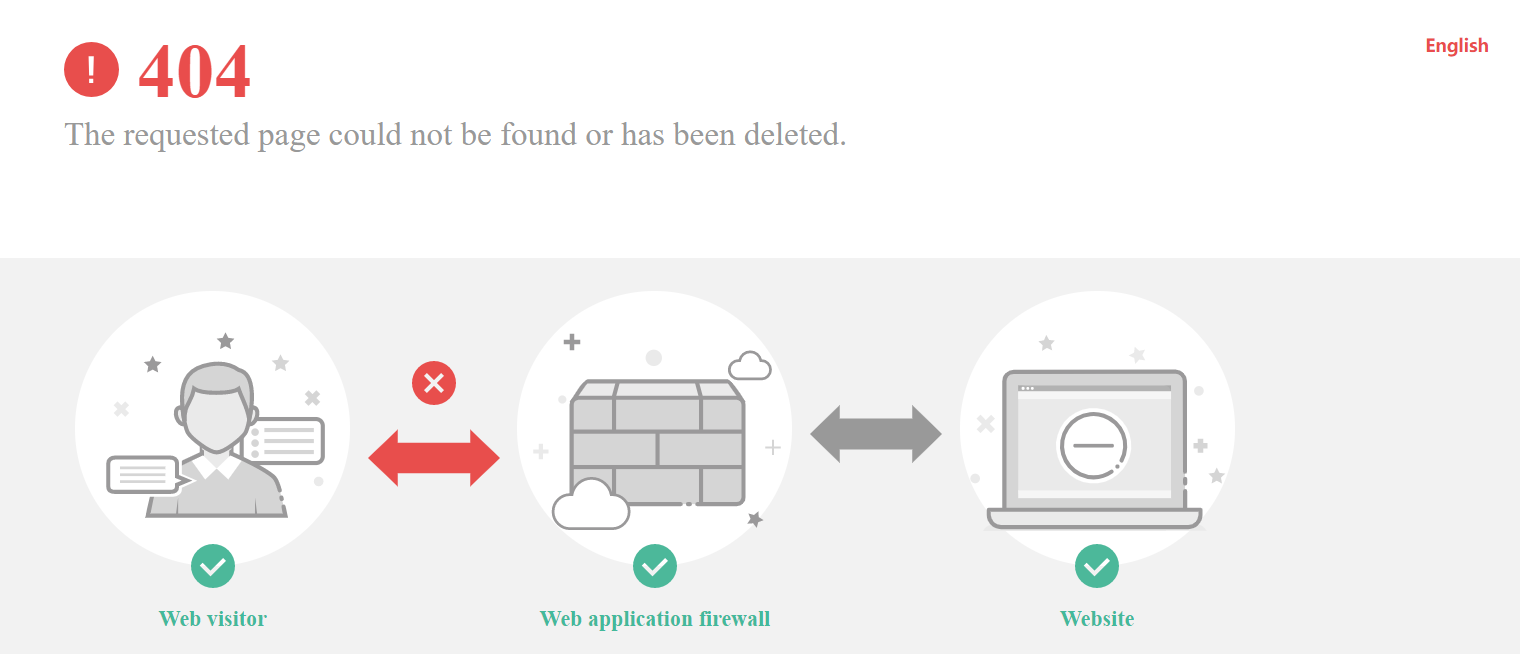 404
English
The requested page could not be found or has been deleted.
Web visitor
Web application firewall
Website